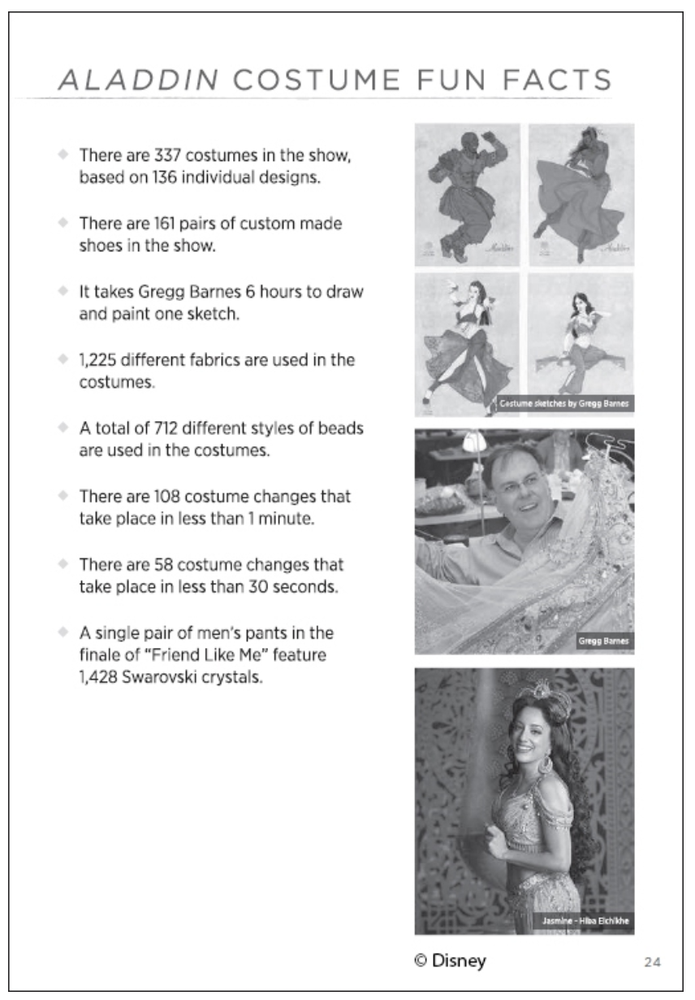 ALADDIN COSTUME FUN FACTS
There are 337 costumes in the show,
based on 136 individual designs.
There are 161 pairs of custom made
shoes in the show.
It takes Gregg Barnes 6 hours to draw
and paint one sketch.
1,225 different fabrics are used in the
costumes.
A total of 712 different styles of beads
are used in the costumes.
There are 108 costume changes that
take place in less than 1 minute.
There are 58 costume changes that
take place in less than 30 seconds.
A single pair of men's pants in the
finale of “Friend Like Me” feature
1,428 Swarovski crystals.
Aladdin
Aladdin
Costume sketches by Gregg Barnes
Gregg Barnes
Jasmine - Hiba Elchikhe
© Disney
24